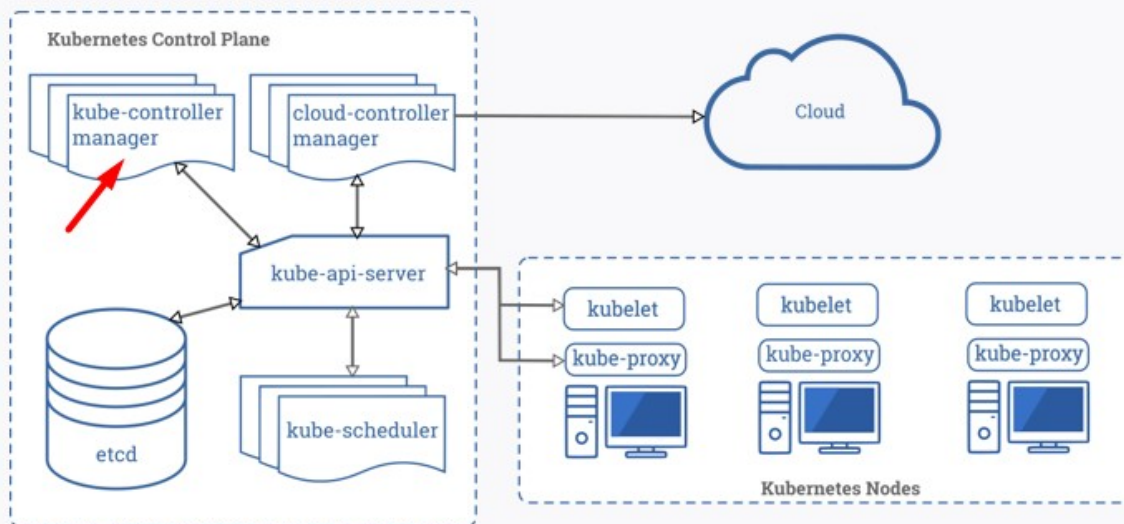 Kubernetes Control Plane
kube-controller
manager
cloud-controller
manager
Cloud
kube-api-server
etcd
kube-scheduler
kubelet
kube-proxy
kubelet
kube-proxy
kubelet
kube-proxy
Kubernetes Nodes